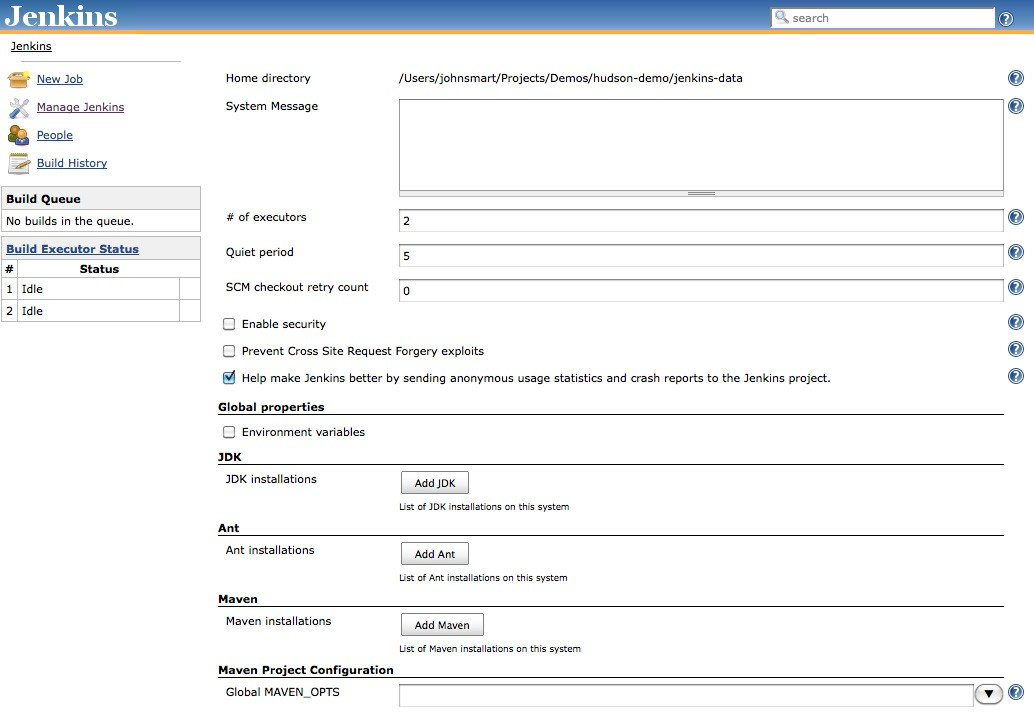 Jenkins
search
Jenkins
New Job
Manage Jenkins
People
Build History
Build Queue
No builds in the queue.
Build Executor Status
# Status
1 Idle
2 Idle
Home directory /Users/johnsmart/Projects/Demos/hudson-demo/jenkins-data
System Message
# of executors 2
Quiet period 5
SCM checkout retry count 0
Enable security
Prevent Cross Site Request Forgery exploits
Help make Jenkins better by sending anonymous usage statistics and crash reports to the Jenkins project.
Global properties
Environment variables
JDK
JDK installations Add JDK
List of JDK installations on this system
Ant
Ant installations Add Ant
List of Ant installations on this system
Maven
Maven installations Add Maven
List of Maven installations on this system
Maven Project Configuration
Global MAVEN_OPTS